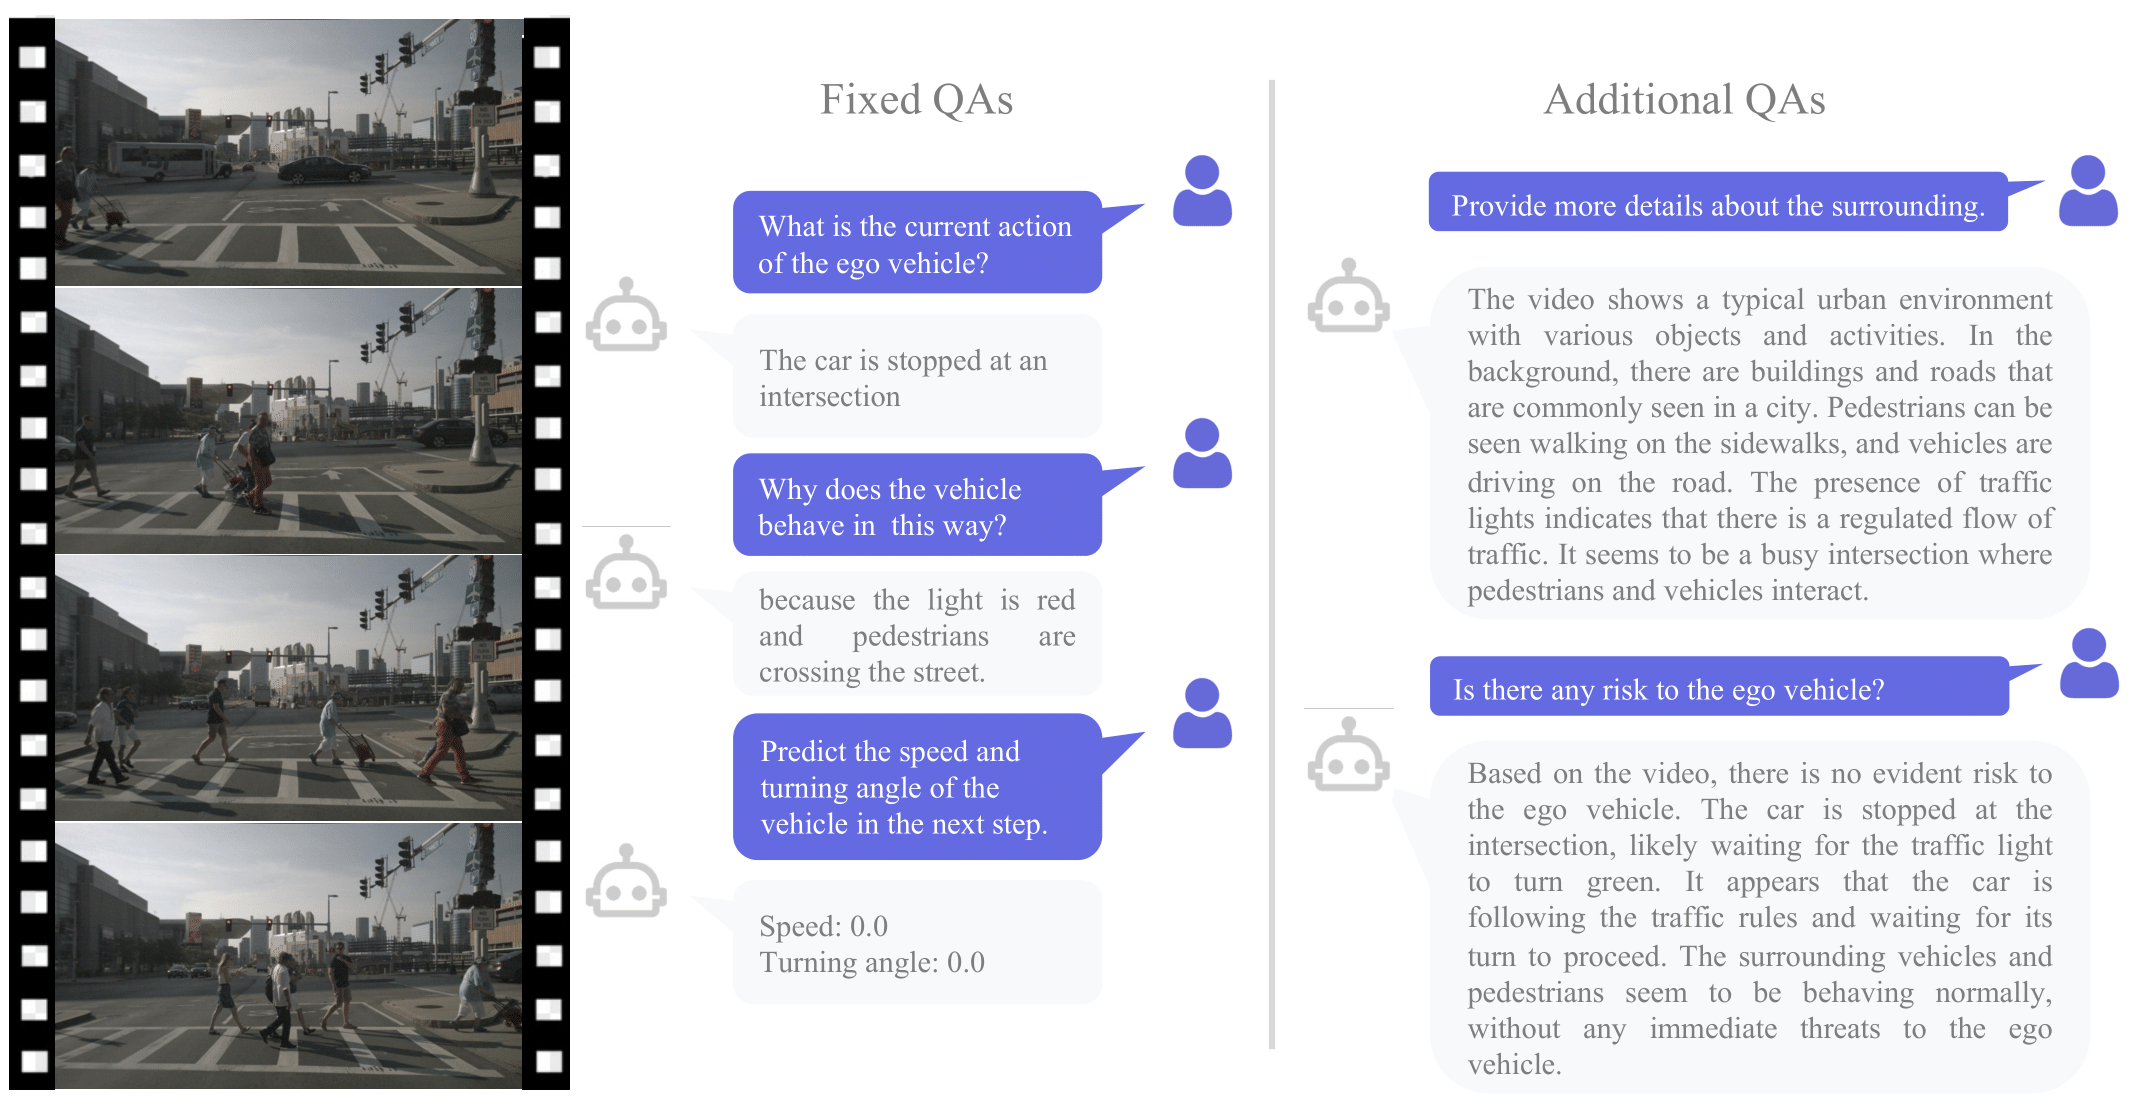 Fixed QAs
What is the current action
of the ego vehicle?
The car is stopped at an
intersection
Why does the vehicle
behave in this way?
because the light is red
and pedestrians are
crossing the street.
Predict the speed and
turning angle of the
vehicle in the next step.
Speed: 0.0
Turning angle: 0.0
Additional QAs
Provide more details about the surrounding.
The video shows a typical urban environment
with various objects and activities. In the
background, there are buildings and roads that
are commonly seen in a city. Pedestrians can be
seen walking on the sidewalks, and vehicles are
driving on the road. The presence of traffic
lights indicates that there is a regulated flow of
traffic. It seems to be a busy intersection where
pedestrians and vehicles interact.
Is there any risk to the ego vehicle?
Based on the video, there is no evident risk to
the ego vehicle. The car is stopped at the
intersection, likely waiting for the traffic light
to turn green. It appears that the car is
following the traffic rules and waiting for its
turn to proceed. The surrounding vehicles and
pedestrians seem to be behaving normally,
without any immediate threats to the ego
vehicle.